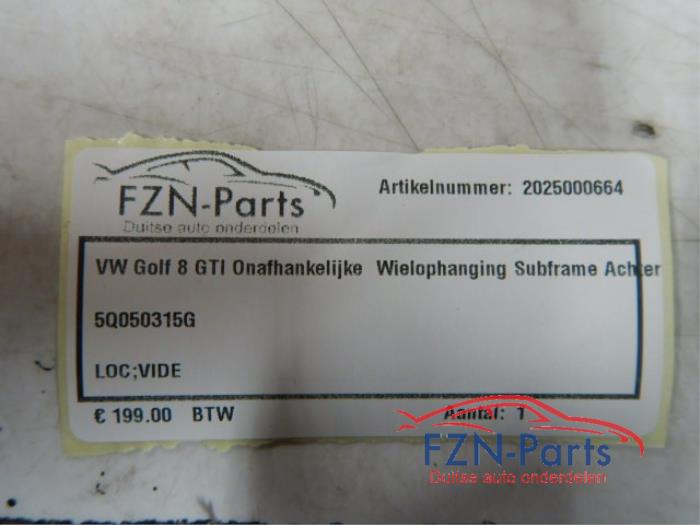 FZN-Parts
Duitse auto onderdelen
Artikelnummer: 2025000664
VW Golf 8 GTI Onafhankelijke Wielophanging Subframe Achter
5Q050315G
LOC;VIDE
€ 199.00 BTW
Aantal: 1
FZN-Parts
Duitse auto onderdelen